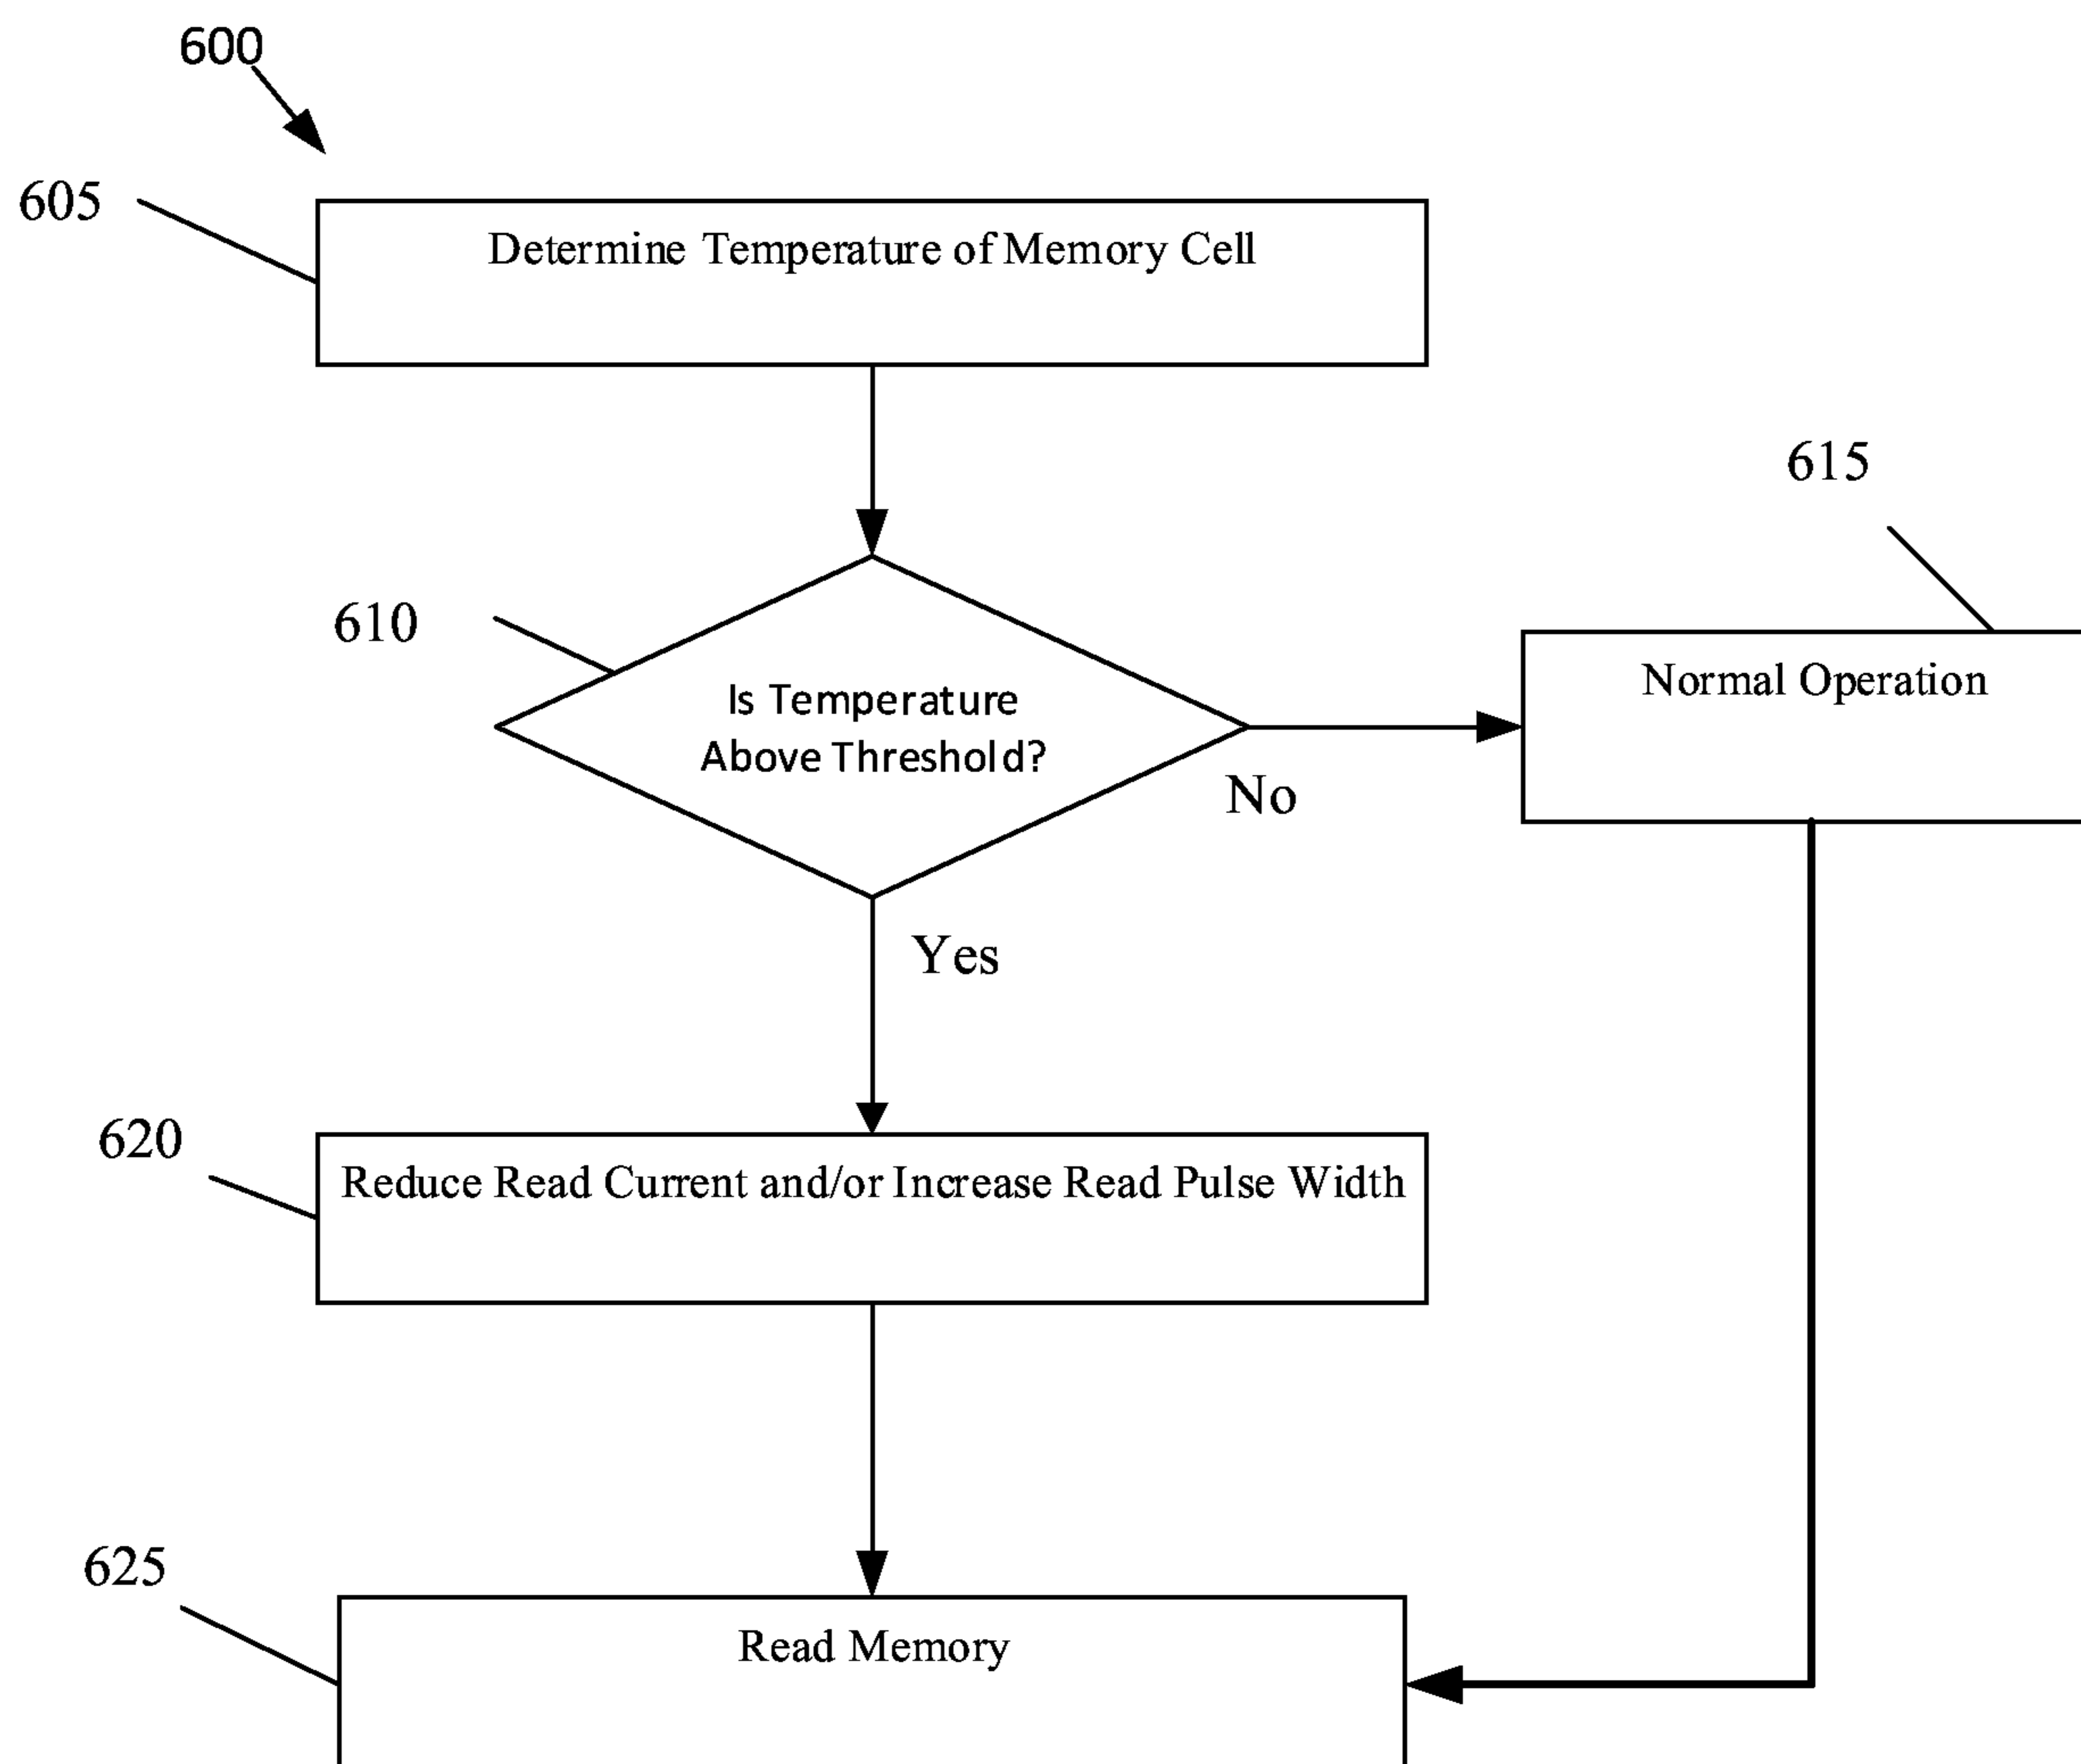 600
605
Determine Temperature of Memory Cell
615
610
Is Temperature
Above Threshold?
Normal Operation
No
Yes
620
Reduce Read Current and/or Increase Read Pulse Width
625
Read Memory